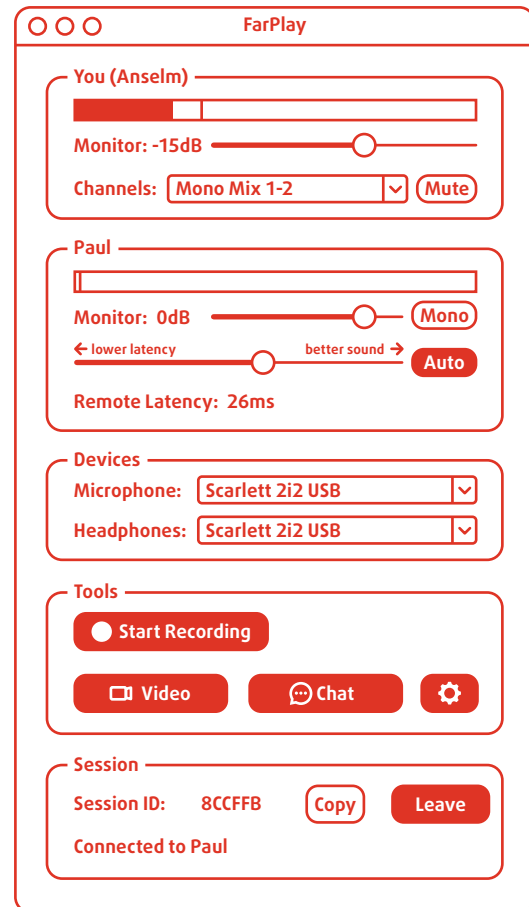 FarPlay
You (Anselm)
Monitor: -15dB
Channels: Mono Mix 1-2 Mute
Paul
Monitor: 0dB Mono
← lower latency better sound →
Auto
Remote Latency: 26ms
Devices
Microphone: Scarlett 2i2 USB
Headphones: Scarlett 2i2 USB
Tools
Start Recording
Video Chat
Session
Session ID: 8CCFFB Copy Leave
Connected to Paul